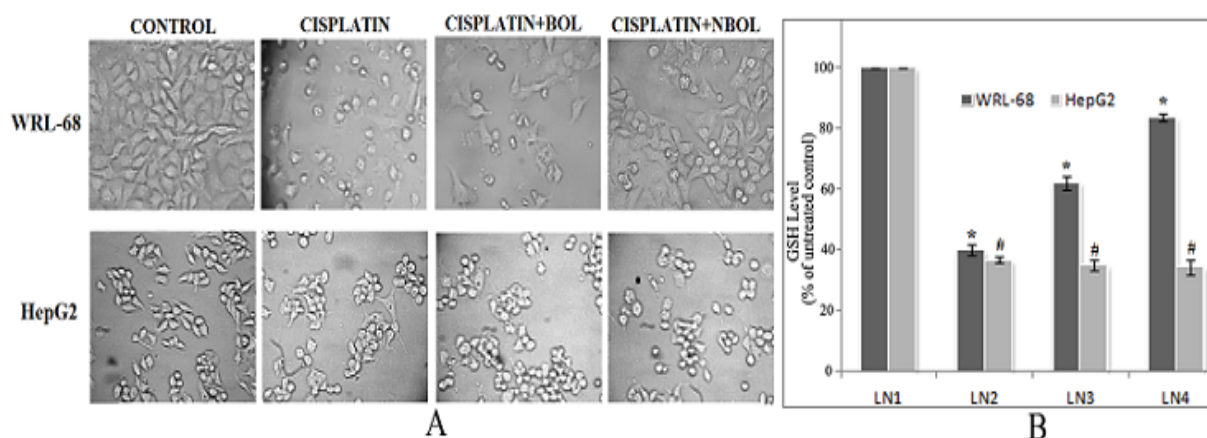 CONTROL CISPLATIN CISPLATIN+BOL CISPLATIN+NBOL
WRL-68
HepG2
A
GSH Level
(% of untreated control)
100
80
60
40
20
0
WRL-68 HepG2
* # * # * #
LN1 LN2 LN3 LN4
B